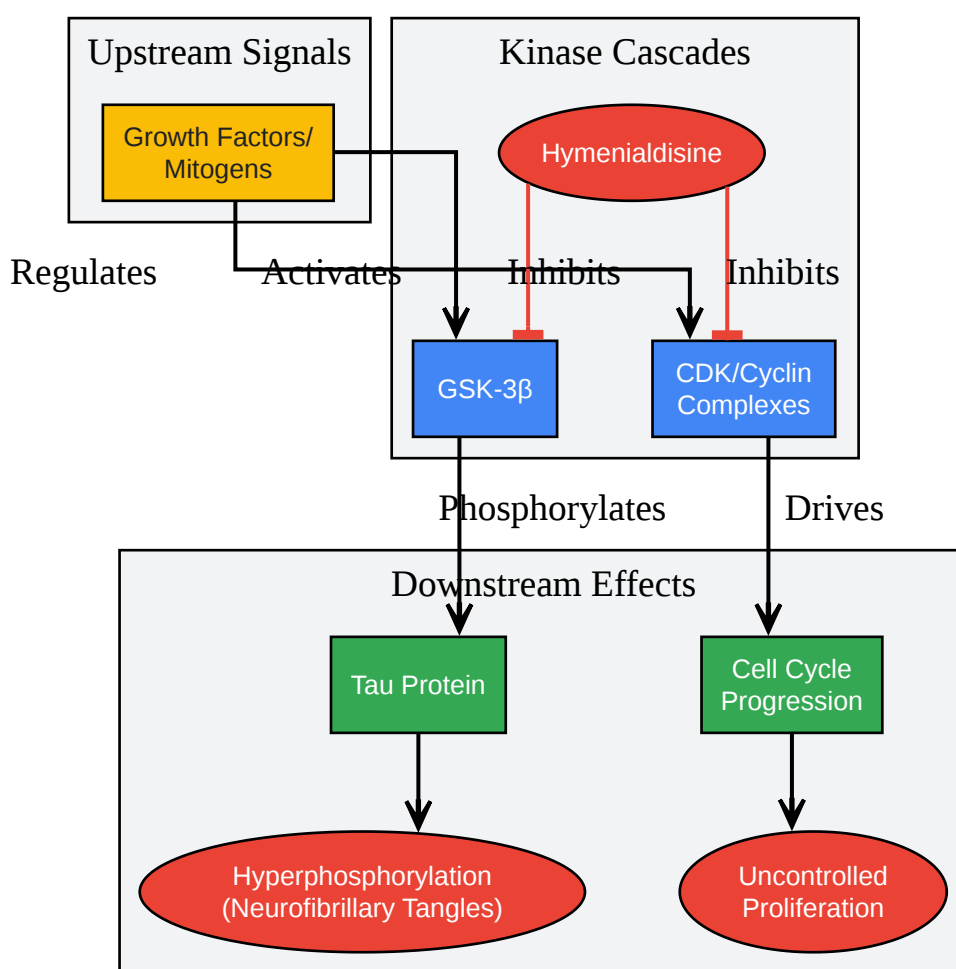 Upstream Signals
Kinase Cascades
Growth Factors/
Mitogens
Hymenialdisine
Regulates
Activates
Inhibits
Inhibits
GSK-3β
CDK/Cyclin
Complexes
Phosphorylates
Drives
Downstream Effects
Tau Protein
Cell Cycle
Progression
Hyperphosphorylation
(Neurofibrillary Tangles)
Uncontrolled
Proliferation